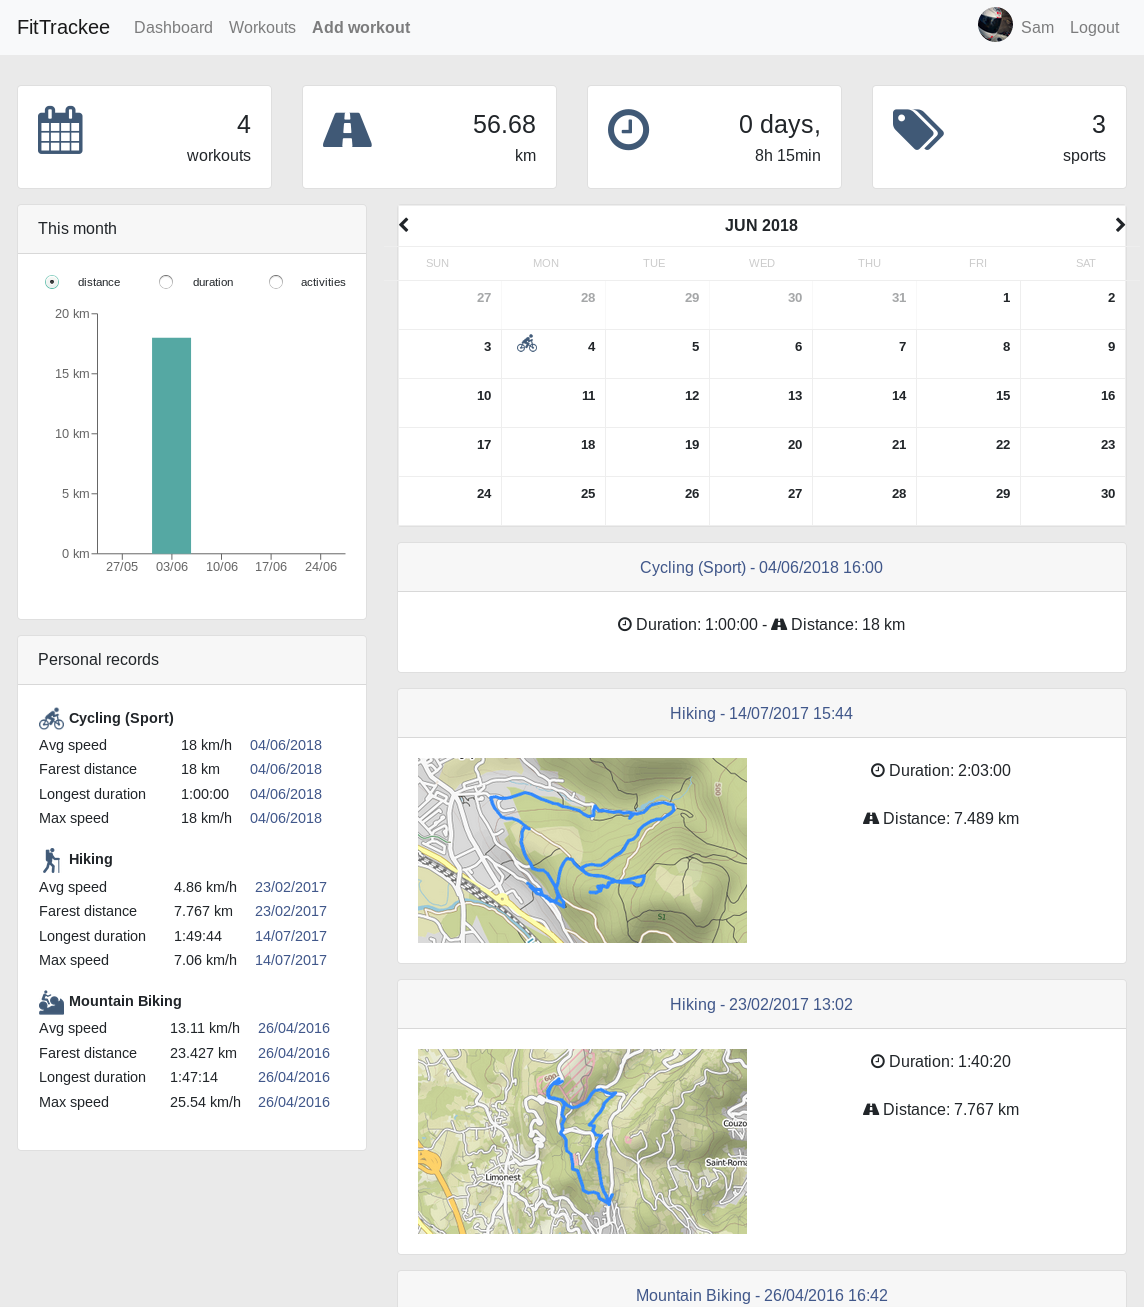 FitTrackee Dashboard Workouts Add workout Sam Logout
4
workouts
56.68
km
0 days,
8h 15min
3
sports
This month
distance duration activities
20 km
15 km
10 km
5 km
0 km
27/05 03/06 10/06 17/06 24/06
Personal records
Cycling (Sport)
Avg speed 18 km/h 04/06/2018
Farest distance 18 km 04/06/2018
Longest duration 1:00:00 04/06/2018
Max speed 18 km/h 04/06/2018
Hiking
Avg speed 4.86 km/h 23/02/2017
Farest distance 7.767 km 23/02/2017
Longest duration 1:49:44 14/07/2017
Max speed 7.06 km/h 14/07/2017
Mountain Biking
Avg speed 13.11 km/h 26/04/2016
Farest distance 23.427 km 26/04/2016
Longest duration 1:47:14 26/04/2016
Max speed 25.54 km/h 26/04/2016
JUN 2018
SUN MON TUE WED THU FRI SAT
27 28 29 30 31 1 2
3 4 5 6 7 8 9
10 11 12 13 14 15 16
17 18 19 20 21 22 23
24 25 26 27 28 29 30
Cycling (Sport) - 04/06/2018 16:00
Duration: 1:00:00 - Distance: 18 km
Hiking - 14/07/2017 15:44
500
51
Duration: 2:03:00
Distance: 7.489 km
Hiking - 23/02/2017 13:02
600
Couzo
Saint-Roma
Limonest
Duration: 1:40:20
Distance: 7.767 km
Mountain Biking - 26/04/2016 16:42